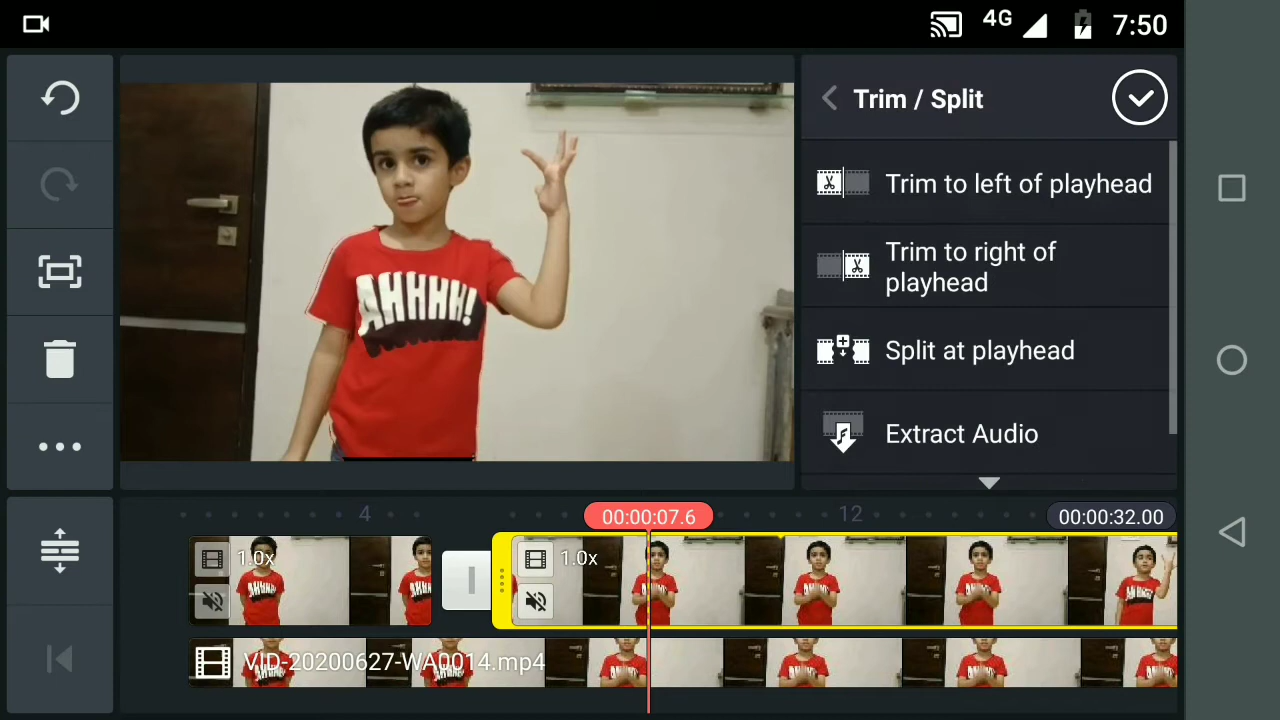 4G 7:50
Trim / Split
Trim to left of playhead
Trim to right of
playhead
Split at playhead
Extract Audio
AHHHH!
4
00:00:07.6
12
00:00:32.00
1.0x
1.0x
VID-20200627-WA0014.mp4